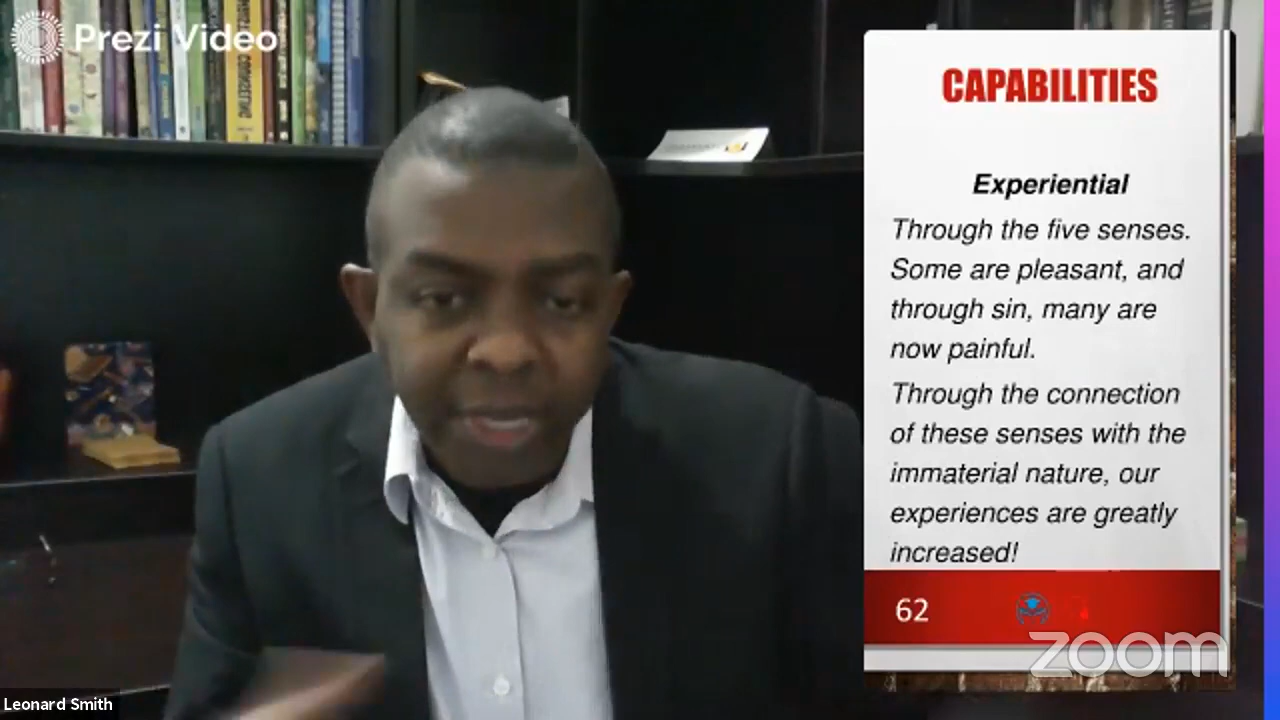 Prezi Video
COUNSELING
CAPABILITIES
Experiential
Through the five senses.
Some are pleasant, and
through sin, many are
now painful.
Through the connection
of these senses with the
immaterial nature, our
experiences are greatly
increased!
62
zoom
Leonard Smith